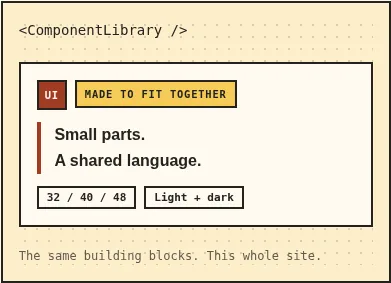 <ComponentLibrary />
UI MADE TO FIT TOGETHER
Small parts.
A shared language.
32 / 40 / 48 Light + dark
The same building blocks. This whole site.